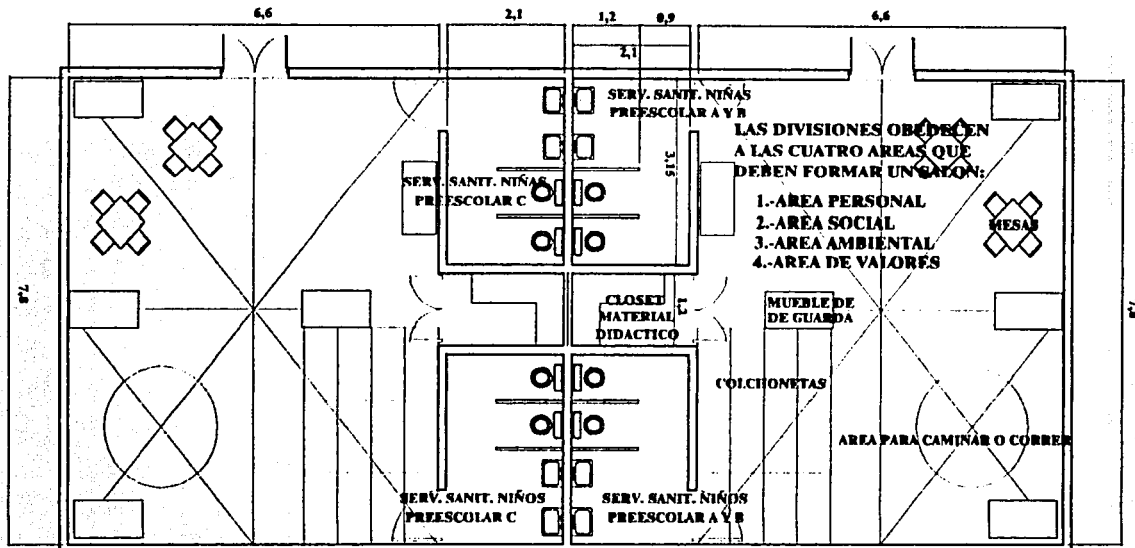 6,6
2,1
1,2
0,9
6,6
2,1
SERV. SANIT. NIÑAS
PREESCOLAR A Y B
LAS DIVISIONES OBEDECEN
A LAS CUATRO AREAS QUE
DEBEN FORMAR UN SALON:
1.-AREA PERSONAL
2.-AREA SOCIAL
3.-AREA AMBIENTAL
4.-AREA DE VALORES
3,15
SERV. SANIT. NIÑAS
PREESCOLAR C
MESAS
7,8
CLOSET
MATERIAL
DIDACTICO
1,2
MUEBLE DE
DE GUARDA
7,8
COLCHONETAS
AREA PARA CAMINAR O CORRER
SERV. SANIT. NIÑOS
PREESCOLAR C
SERV. SANIT. NIÑOS
PREESCOLAR A Y B